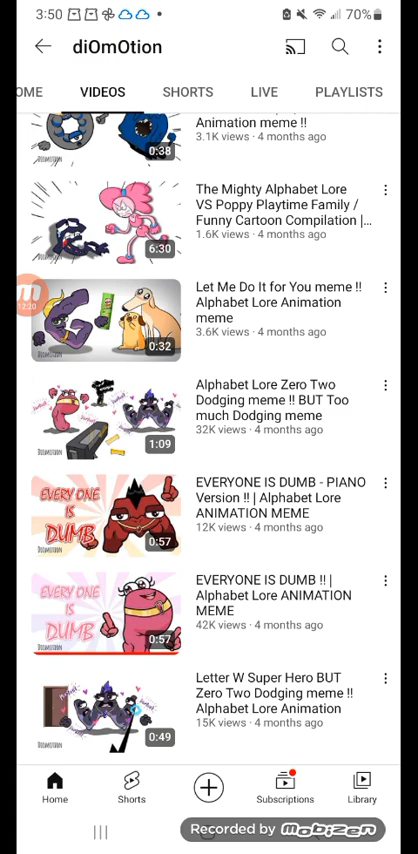 3:50
70%
diOmOtion
OME
VIDEOS
SHORTS
LIVE
PLAYLISTS
Animation meme !!
3.1K views · 4 months ago
0:38
The Mighty Alphabet Lore
VS Poppy Playtime Family /
Funny Cartoon Compilation |...
1.6K views · 4 months ago
6:30
12:20
Let Me Do It for You meme !!
Alphabet Lore Animation
meme
3.6K views · 4 months ago
DIOMOTION
0:32
Alphabet Lore Zero Two
Dodging meme !! BUT Too
much Dodging meme
32K views · 4 months ago
DIOMOTION
1:09
EVERYONE IS DUMB - PIANO
Version !! | Alphabet Lore
ANIMATION MEME
12K views · 4 months ago
EVERY ONE
IS
DUMB
DIOMOTION
0:57
EVERYONE IS DUMB !! |
Alphabet Lore ANIMATION
MEME
42K views · 4 months ago
EVERY ONE
IS
DUMB
DIOMOTION
0:57
Letter W Super Hero BUT
Zero Two Dodging meme !!
Alphabet Lore Animation
15K views · 4 months ago
DIOMOTION
0:49
Home
Shorts
Subscriptions
Library
Recorded by mobizen